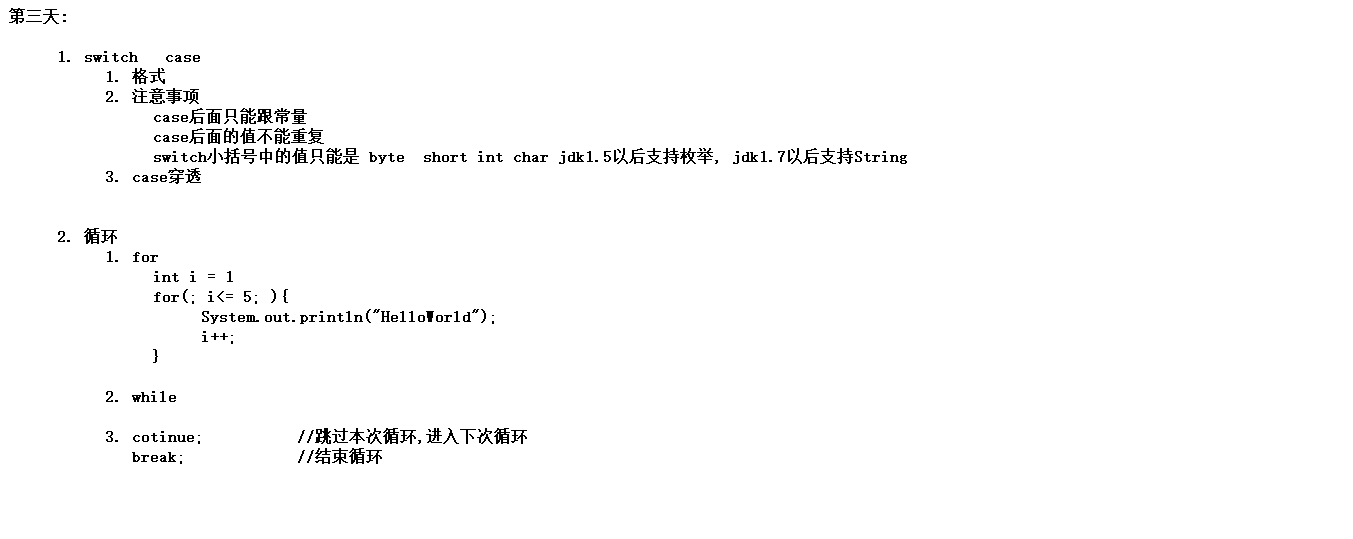 第三天:
1. switch case
1. 格式
2. 注意事项
case后面只能跟常量
case后面的值不能重复
switch小括号中的值只能是 byte short int char jdk1.5以后支持枚举, jdk1.7以后支持String
3. case穿透
2. 循环
1. for
int i = 1
for(; i<= 5; ){
System.out.println("HelloWorld");
i++;
}
2. while
3. cotinue; //跳过本次循环,进入下次循环
break; //结束循环